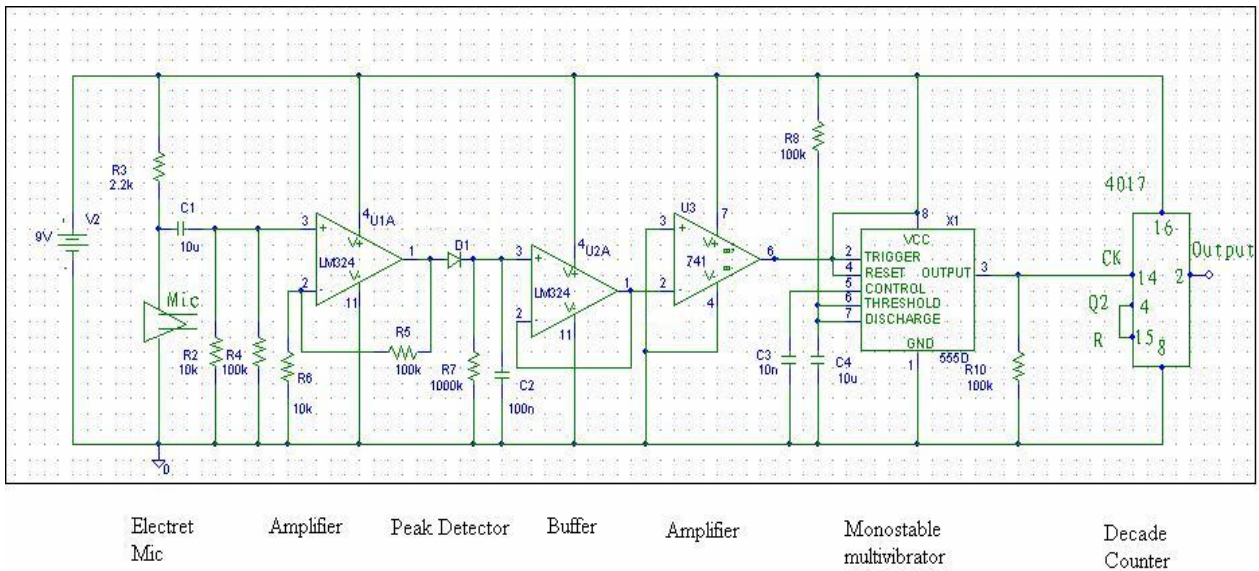 R3
2.2k
V2
9V
C1
10u
Mic
R2
10k
R4
100k
0
3
2
4
U1A
V+
LM324
V-
1
11
R6
10k
R5
100k
D1
R7
1000k
C2
100n
3
2
4
U2A
V+
LM324
V-
1
11
U3
3
2
7
V+
741
V-
4
6
R8
100k
C3
10n
C4
10u
8
X1
VCC
2 TRIGGER
4 RESET OUTPUT 3
5 CONTROL
6 THRESHOLD
7 DISCHARGE
GND
1
555D
R10
100k
4017
16
CK
14
Q2
4
R
15
8
2
Output
Electret
Mic
Amplifier
Peak Detector
Buffer
Amplifier
Monostable
multivibrator
Decade
Counter